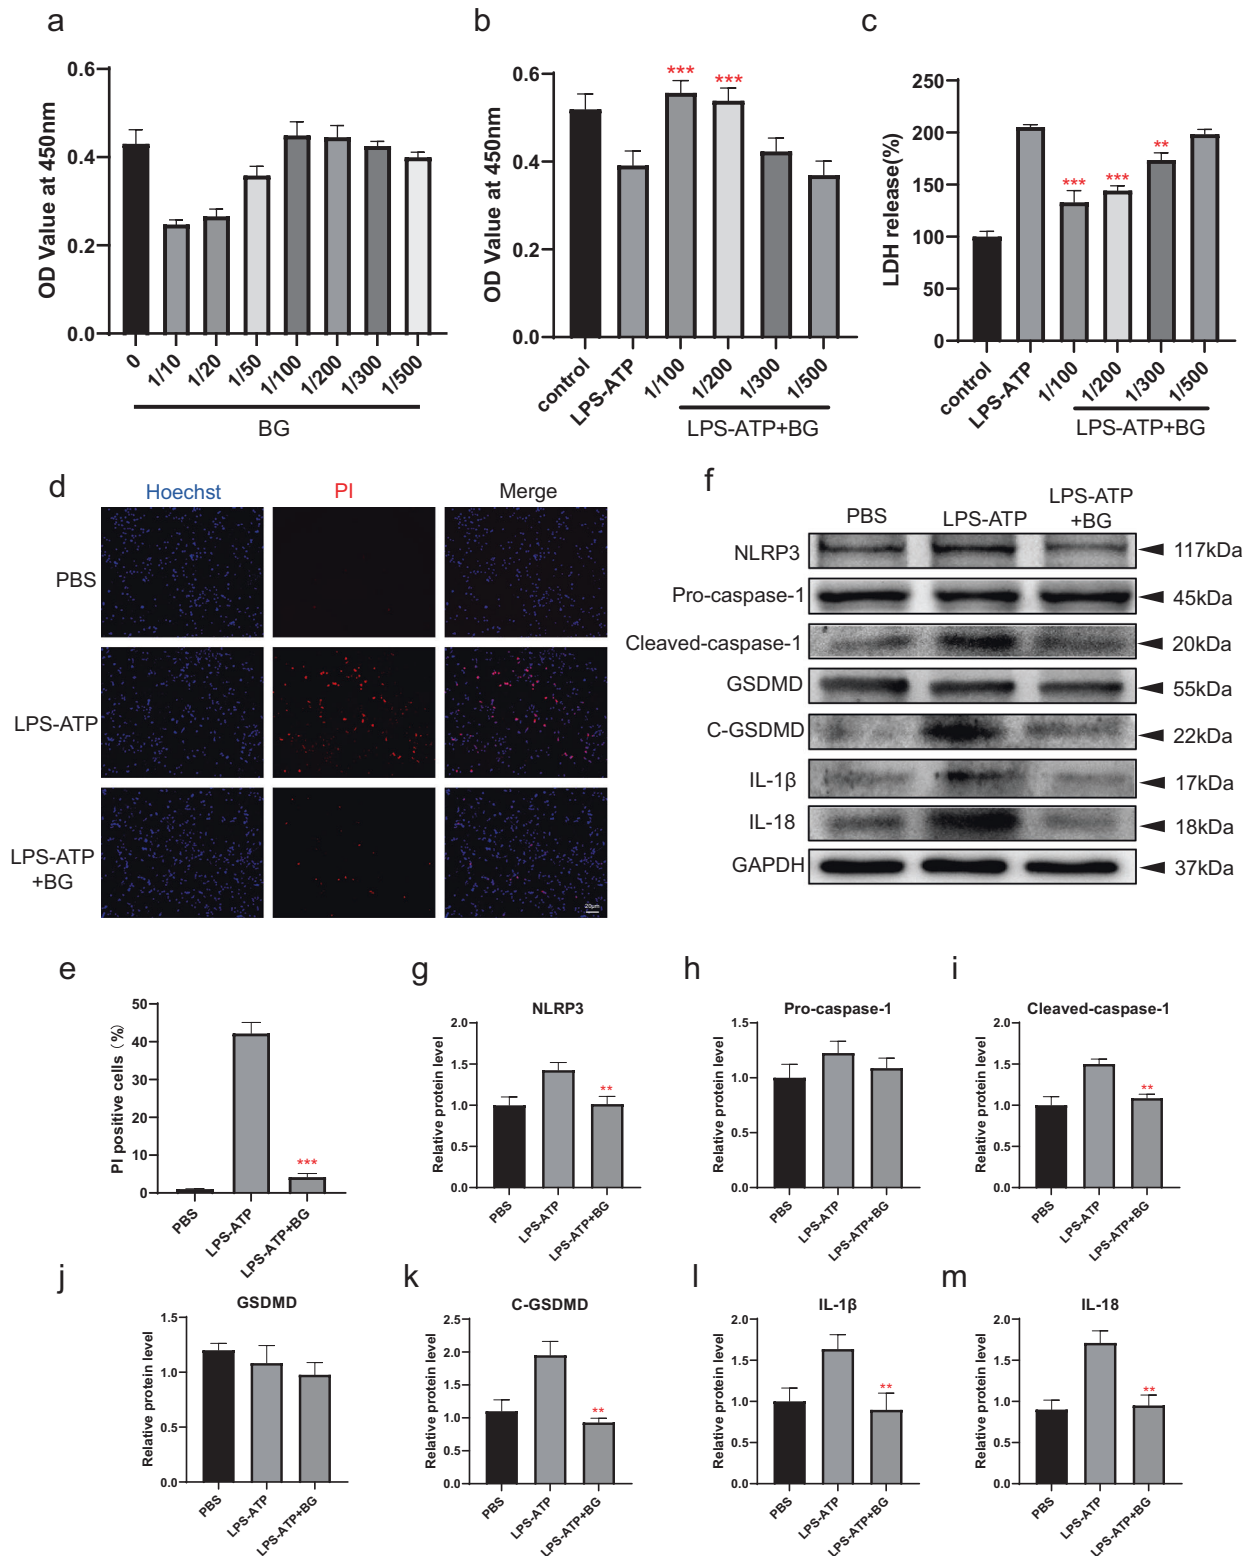 a
OD Value at 450nm
0.6
0.4
0.2
0.0
0
1/10
1/20
1/50
1/100
1/200
1/300
1/500
BG
b
OD Value at 450nm
0.6
0.4
0.2
0.0
***
***
control
LPS-ATP
1/100
1/200
1/300
1/500
LPS-ATP+BG
c
LDH release(%)
250
200
150
100
50
0
***
***
**
control
LPS-ATP
1/100
1/200
1/300
1/500
LPS-ATP+BG
d
Hoechst
PI
Merge
PBS
LPS-ATP
LPS-ATP
+BG
20μm
f
PBS
LPS-ATP
LPS-ATP
+BG
NLRP3
117kDa
Pro-caspase-1
45kDa
Cleaved-caspase-1
20kDa
GSDMD
55kDa
C-GSDMD
22kDa
IL-1β
17kDa
IL-18
18kDa
GAPDH
37kDa
e
PI positive cells (%)
50
40
30
20
10
0
***
PBS
LPS-ATP
LPS-ATP+BG
g
NLRP3
Relative protein level
2.0
1.5
1.0
0.5
0.0
**
PBS
LPS-ATP
LPS-ATP+BG
h
Pro-caspase-1
Relative protein level
1.5
1.0
0.5
0.0
PBS
LPS-ATP
LPS-ATP+BG
i
Cleaved-caspase-1
Relative protein level
2.0
1.5
1.0
0.5
0.0
**
PBS
LPS-ATP
LPS-ATP+BG
j
GSDMD
Relative protein level
1.5
1.0
0.5
0.0
PBS
LPS-ATP
LPS-ATP+BG
k
C-GSDMD
Relative protein level
2.5
2.0
1.5
1.0
0.5
0.0
**
PBS
LPS-ATP
LPS-ATP+BG
l
IL-1β
Relative protein level
2.0
1.5
1.0
0.5
0.0
**
PBS
LPS-ATP
LPS-ATP+BG
m
IL-18
Relative protein level
2.0
1.5
1.0
0.5
0.0
**
PBS
LPS-ATP
LPS-ATP+BG